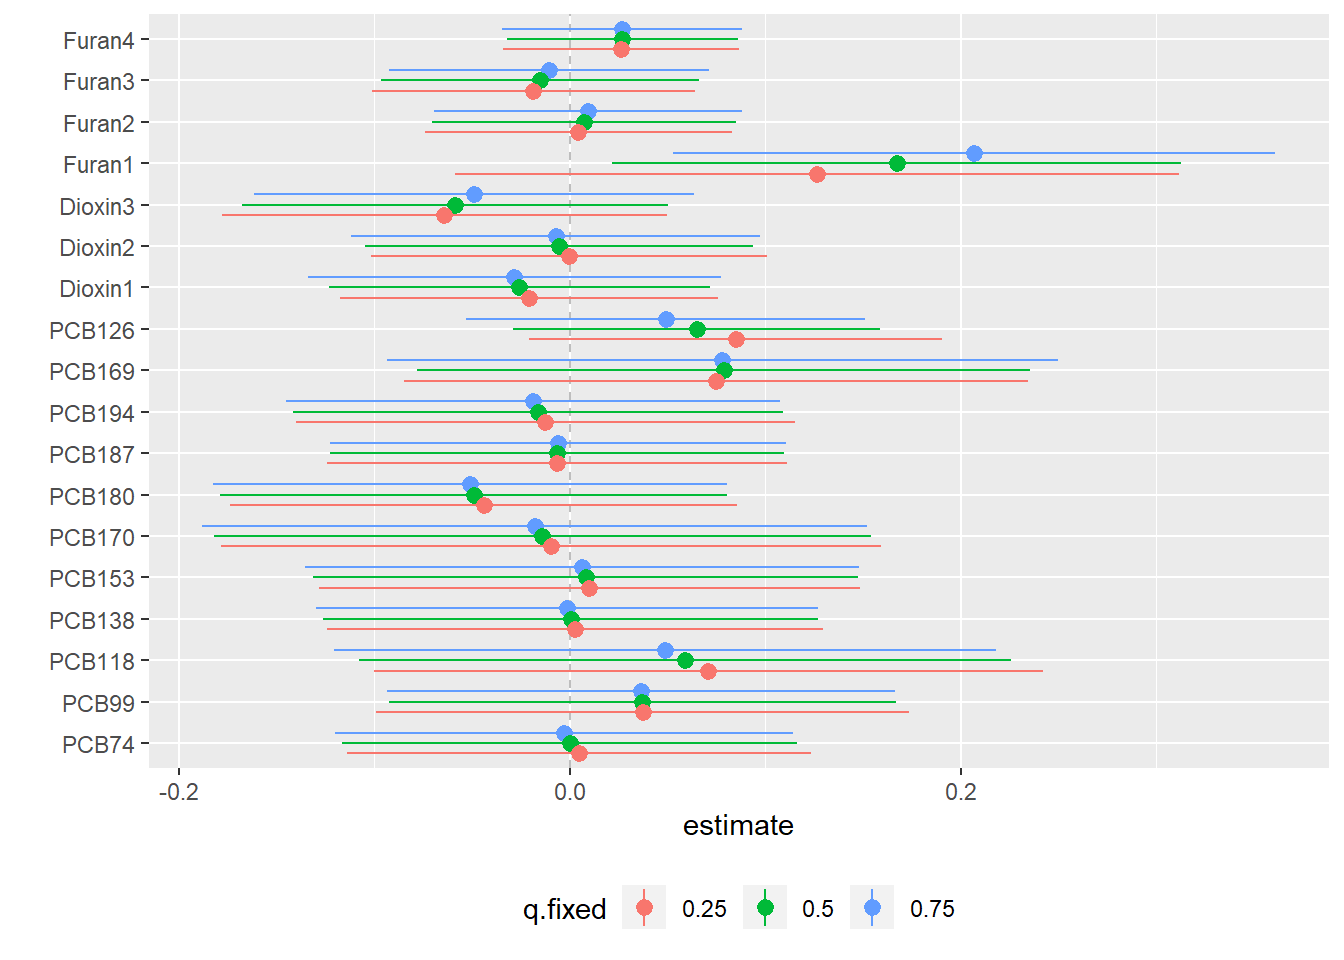 Furan4
Furan3
Furan2
Furan1
Dioxin3
Dioxin2
Dioxin1
PCB126
PCB169
PCB194
PCB187
PCB180
PCB170
PCB153
PCB138
PCB118
PCB99
PCB74
-0.2 0.0 0.2
estimate
q.fixed 0.25 0.5 0.75